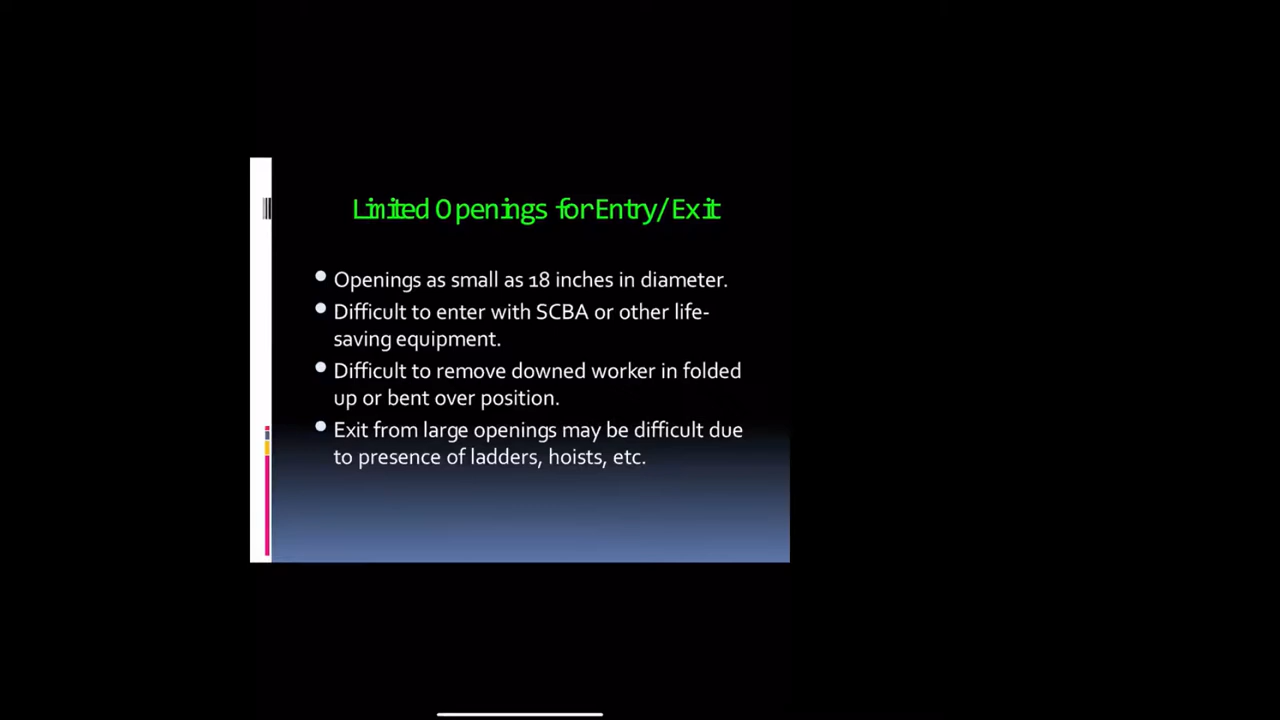 Limited Openings for Entry/Exit
Openings as small as 18 inches in diameter.
Difficult to enter with SCBA or other life-
saving equipment.
Difficult to remove downed worker in folded
up or bent over position.
Exit from large openings may be difficult due
to presence of ladders, hoists, etc.